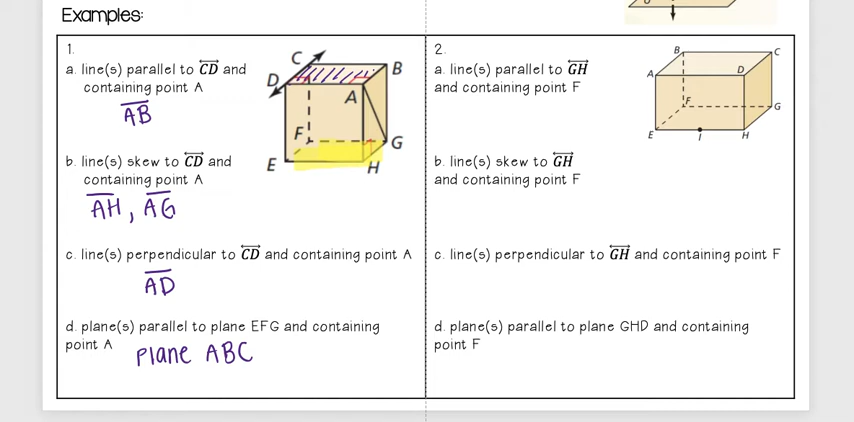 Examples:
1.
a. line(s) parallel to CD and
containing point A
AB
b. line(s) skew to CD and
containing point A
AH, AG
c. line(s) perpendicular to CD and containing point A
AD
d. plane(s) parallel to plane EFG and containing
point A
Plane ABC
C
D
B
A
F
G
E
H
2.
a. line(s) parallel to GH
and containing point F
b. line(s) skew to GH
and containing point F
c. line(s) perpendicular to GH and containing point F
d. plane(s) parallel to plane GHD and containing
point F
B
C
A
D
F
G
E
I
H